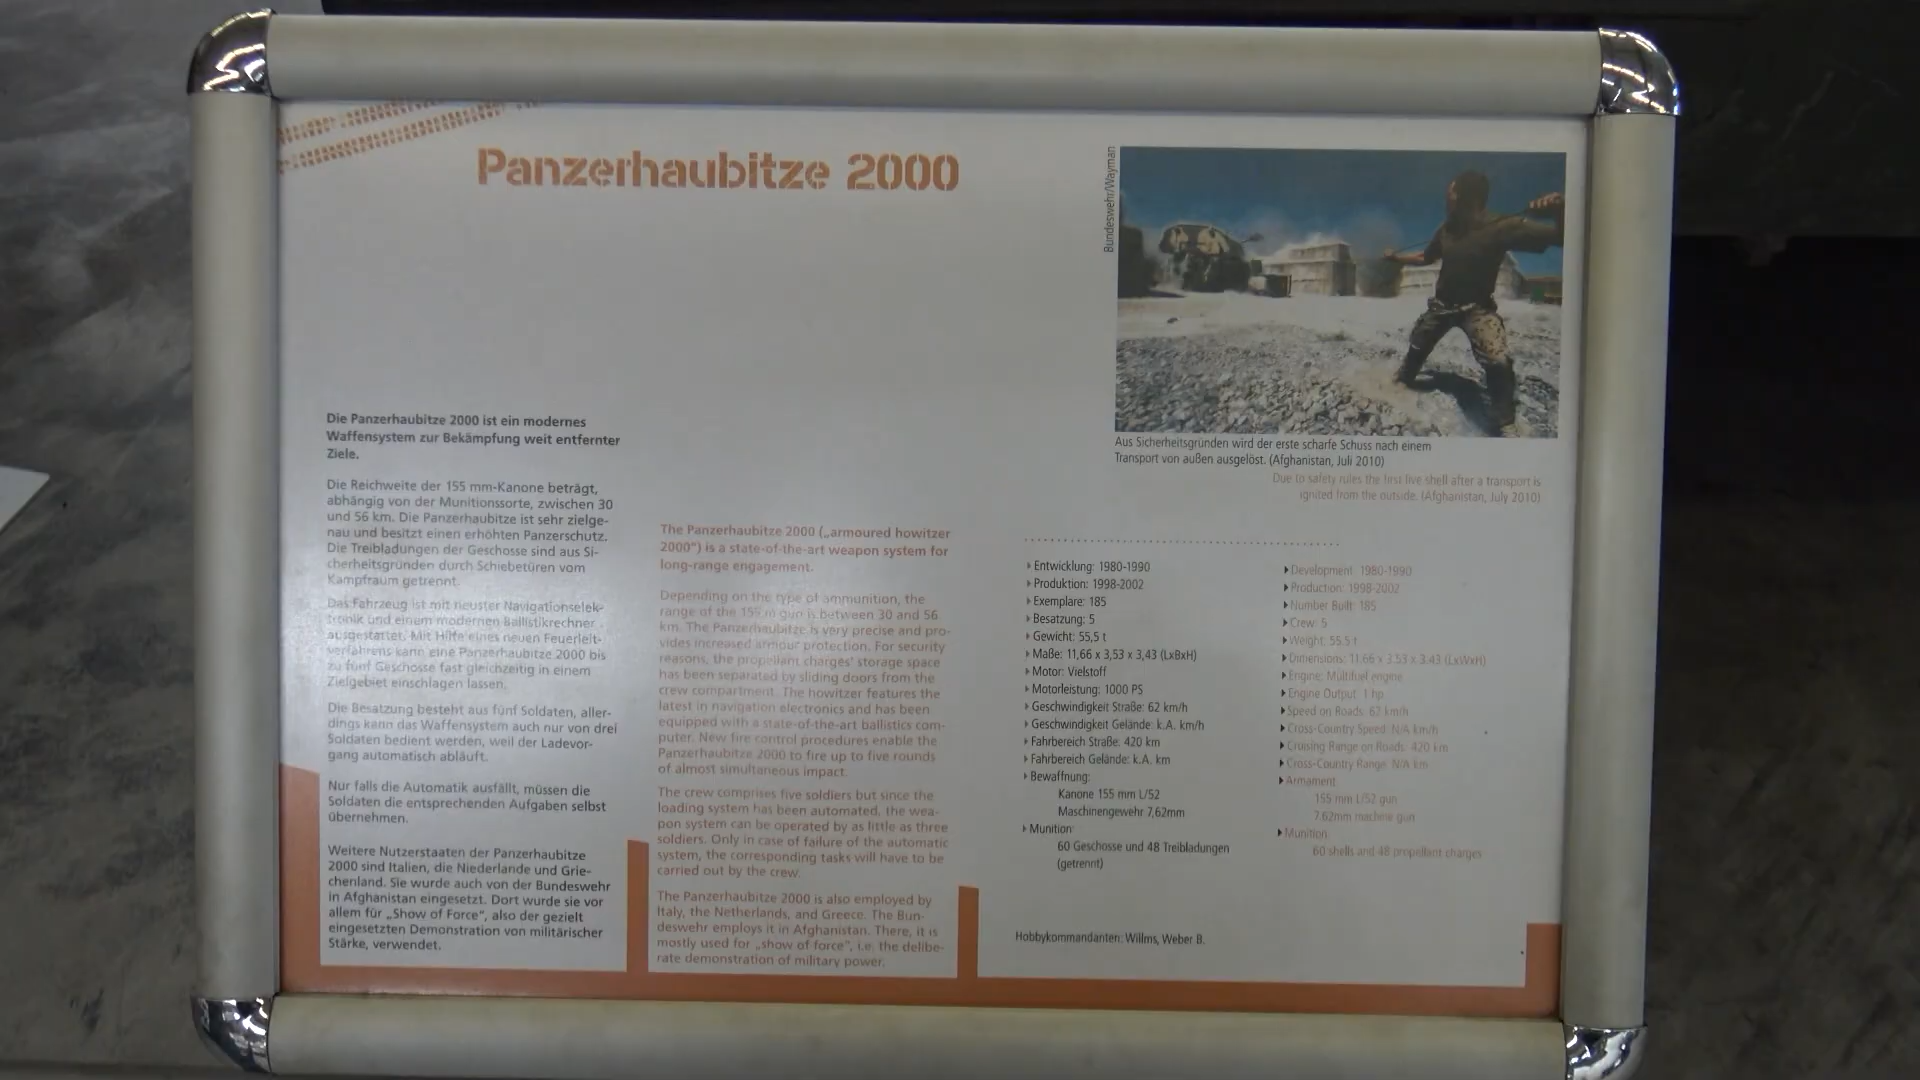 Panzerhaubitze 2000
Bundeswehr/Wayman
Aus Sicherheitsgründen wird der erste scharfe Schuss nach einem
Transport von außen ausgelöst. (Afghanistan, Juli 2010)
Due to safety rules the first live shell after a transport is
ignited from the outside. (Afghanistan, July 2010)
Die Panzerhaubitze 2000 ist ein modernes
Waffensystem zur Bekämpfung weit entfernter
Ziele.
Die Reichweite der 155 mm-Kanone beträgt,
abhängig von der Munitionssorte, zwischen 30
und 56 km. Die Panzerhaubitze ist sehr zielge-
nau und besitzt einen erhöhten Panzerschutz.
Die Treibladungen der Geschosse sind aus Si-
cherheitsgründen durch Schiebetüren vom
Kampfraum getrennt.
Das Fahrzeug ist mit neuster Navigationselek-
tronik und einem modernen Ballistikrechner
ausgestattet. Mit Hilfe eines neuen Feuerleit-
verfahrens kann eine Panzerhaubitze 2000 bis
zu fünf Geschosse fast gleichzeitig in einem
Zielgebiet einschlagen lassen.
Die Besatzung besteht aus fünf Soldaten, aller-
dings kann das Waffensystem auch nur von drei
Soldaten bedient werden, weil der Ladevor-
gang automatisch abläuft.
Nur falls die Automatik ausfällt, müssen die
Soldaten die entsprechenden Aufgaben selbst
übernehmen.
Weitere Nutzerstaaten der Panzerhaubitze
2000 sind Italien, die Niederlande und Grie-
chenland. Sie wurde auch von der Bundeswehr
in Afghanistan eingesetzt. Dort wurde sie vor
allem für „Show of Force“, also der gezielt
eingesetzten Demonstration von militärischer
Stärke, verwendet.
The Panzerhaubitze 2000 („armoured howitzer
2000“) is a state-of-the-art weapon system for
long-range engagement.
Depending on the type of ammunition, the
range of the 155 m gun is between 30 and 56
km. The Panzerhaubitze is very precise and pro-
vides increased armour protection. For security
reasons, the propellant charges' storage space
has been separated by sliding doors from the
crew compartment. The howitzer features the
latest in navigation electronics and has been
equipped with a state-of-the-art ballistics com-
puter. New fire control procedures enable the
Panzerhaubitze 2000 to fire up to five rounds
of almost simultaneous impact.
The crew comprises five soldiers but since the
loading system has been automated, the wea-
pon system can be operated by as little as three
soldiers. Only in case of failure of the automatic
system, the corresponding tasks will have to be
carried out by the crew.
The Panzerhaubitze 2000 is also employed by
Italy, the Netherlands, and Greece. The Bun-
deswehr employs it in Afghanistan. There, it is
mostly used for „show of force“, i.e. the delibe-
rate demonstration of military power.
Entwicklung: 1980-1990
Produktion: 1998-2002
Exemplare: 185
Besatzung: 5
Gewicht: 55,5 t
Maße: 11,66 x 3,53 x 3,43 (LxBxH)
Motor: Vielstoff
Motorleistung: 1000 PS
Geschwindigkeit Straße: 62 km/h
Geschwindigkeit Gelände: k.A. km/h
Fahrbereich Straße: 420 km
Fahrbereich Gelände: k.A. km
Bewaffnung:
Kanone 155 mm L/52
Maschinengewehr 7,62mm
Munition:
60 Geschosse und 48 Treibladungen
(getrennt)
Development: 1980-1990
Production: 1998-2002
Number Built: 185
Crew: 5
Weight: 55.5 t
Dimensions: 11.66 x 3.53 x 3.43 (LxWxH)
Engine: Multifuel engine
Engine Output: 1 hp
Speed on Roads: 62 km/h
Cross-Country Speed: N/A km/h
Cruising Range on Roads: 420 km
Cross-Country Range: N/A km
Armament:
155 mm L/52 gun
7.62mm machine gun
Munition:
60 shells and 48 propellant charges
Hobbykommandanten: Willms, Weber B.